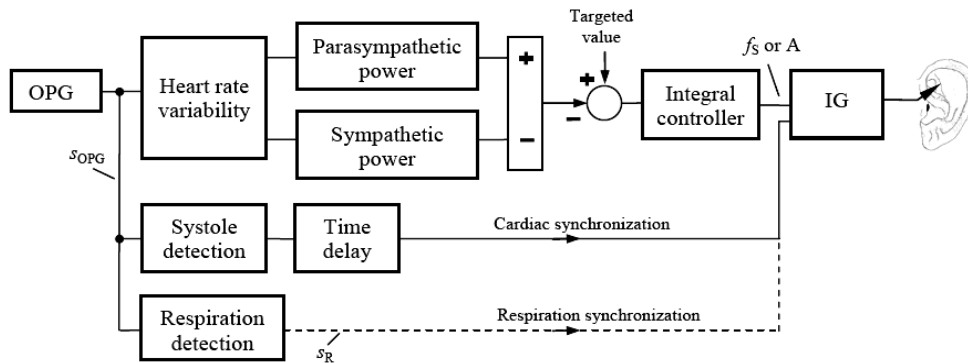 OPG
Heart rate
variability
Parasympathetic
power
Sympathetic
power
+
−
Targeted
value
+
−
Integral
controller
f_S or A
IG
s_OPG
Systole
detection
Time
delay
Cardiac synchronization
Respiration
detection
Respiration synchronization
s_R